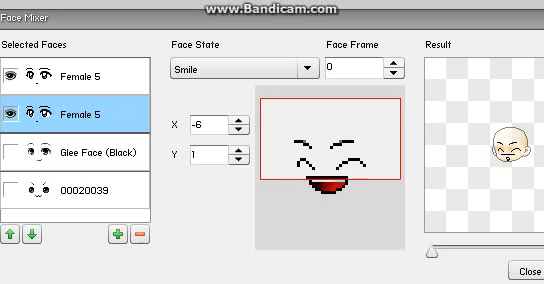 www.Bandicam.com
Face Mixer
Selected Faces
Face State
Face Frame
Result
Female 5
Smile
0
Female 5
X -6
Glee Face (Black)
Y 1
00020039
Close